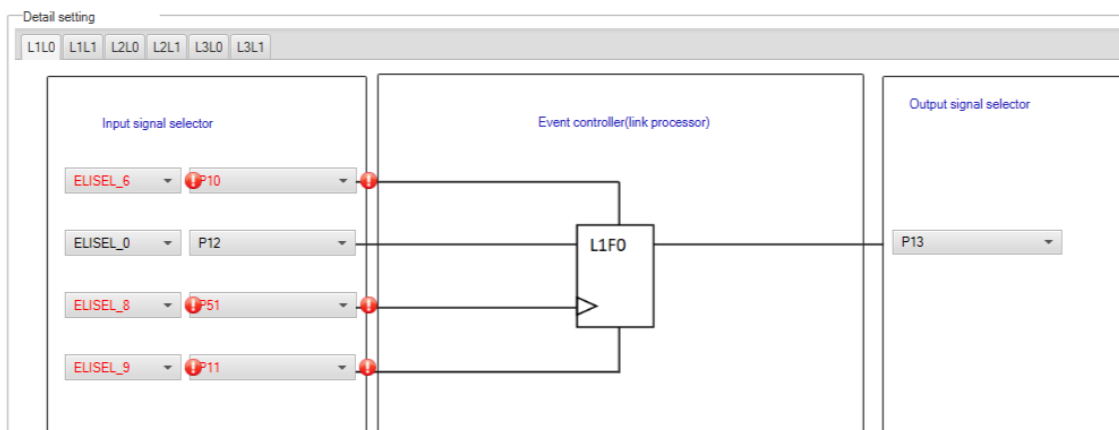 Detail setting
L1L0 L1L1 L2L0 L2L1 L3L0 L3L1
Input signal selector
Event controller(link processor)
Output signal selector
ELISEL_6 P10
ELISEL_0 P12
L1F0
P13
ELISEL_8 P51
ELISEL_9 P11